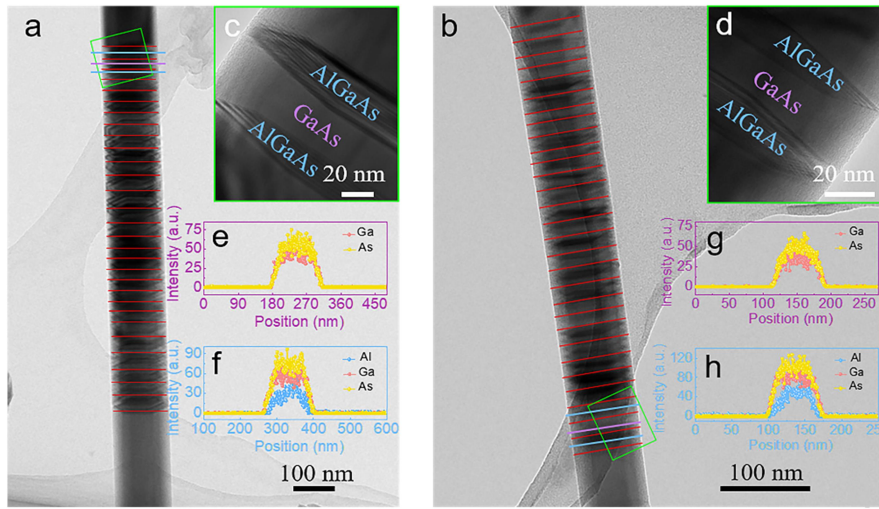 a
c
AlGaAs
GaAs
AlGaAs
20 nm
e
Intensity (a.u.)
75
50
25
0
Ga
As
0 90 180 270 360 450
Position (nm)
f
Intensity (a.u.)
90
60
30
0
Al
Ga
As
100 200 300 400 500 600
Position (nm)
100 nm
b
d
AlGaAs
GaAs
AlGaAs
20 nm
g
Intensity (a.u.)
75
50
25
0
Ga
As
0 50 100 150 200 250
Position (nm)
h
Intensity (a.u.)
120
80
40
0
Al
Ga
As
0 50 100 150 200 250
Position (nm)
100 nm